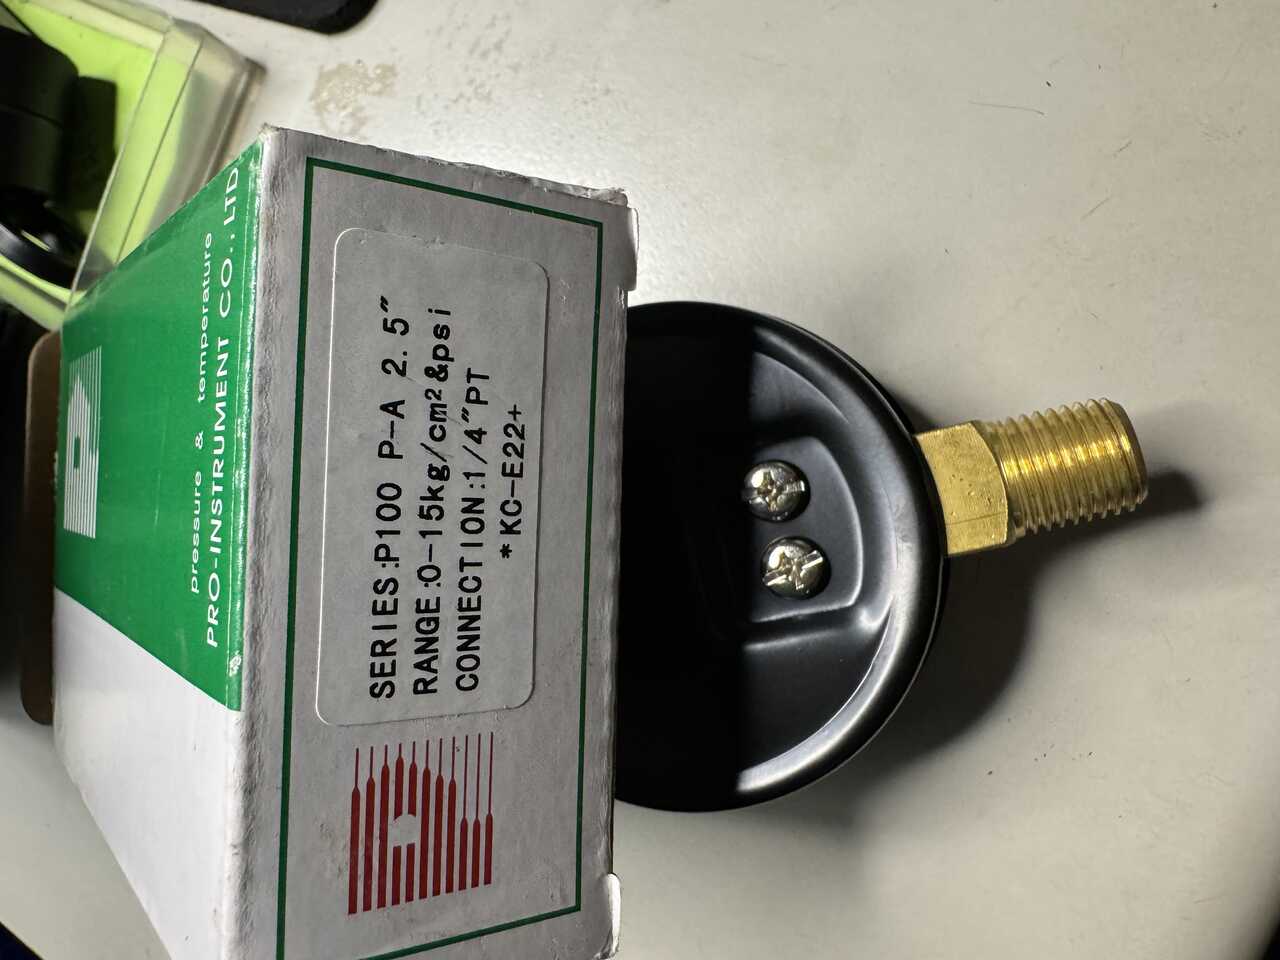 pressure & temperature
PRO-INSTRUMENT CO., LTD
SERIES:P100 P-A 2.5"
RANGE:0-15kg/cm²&psi
CONNECTION:1/4"PT
*KC-E22+